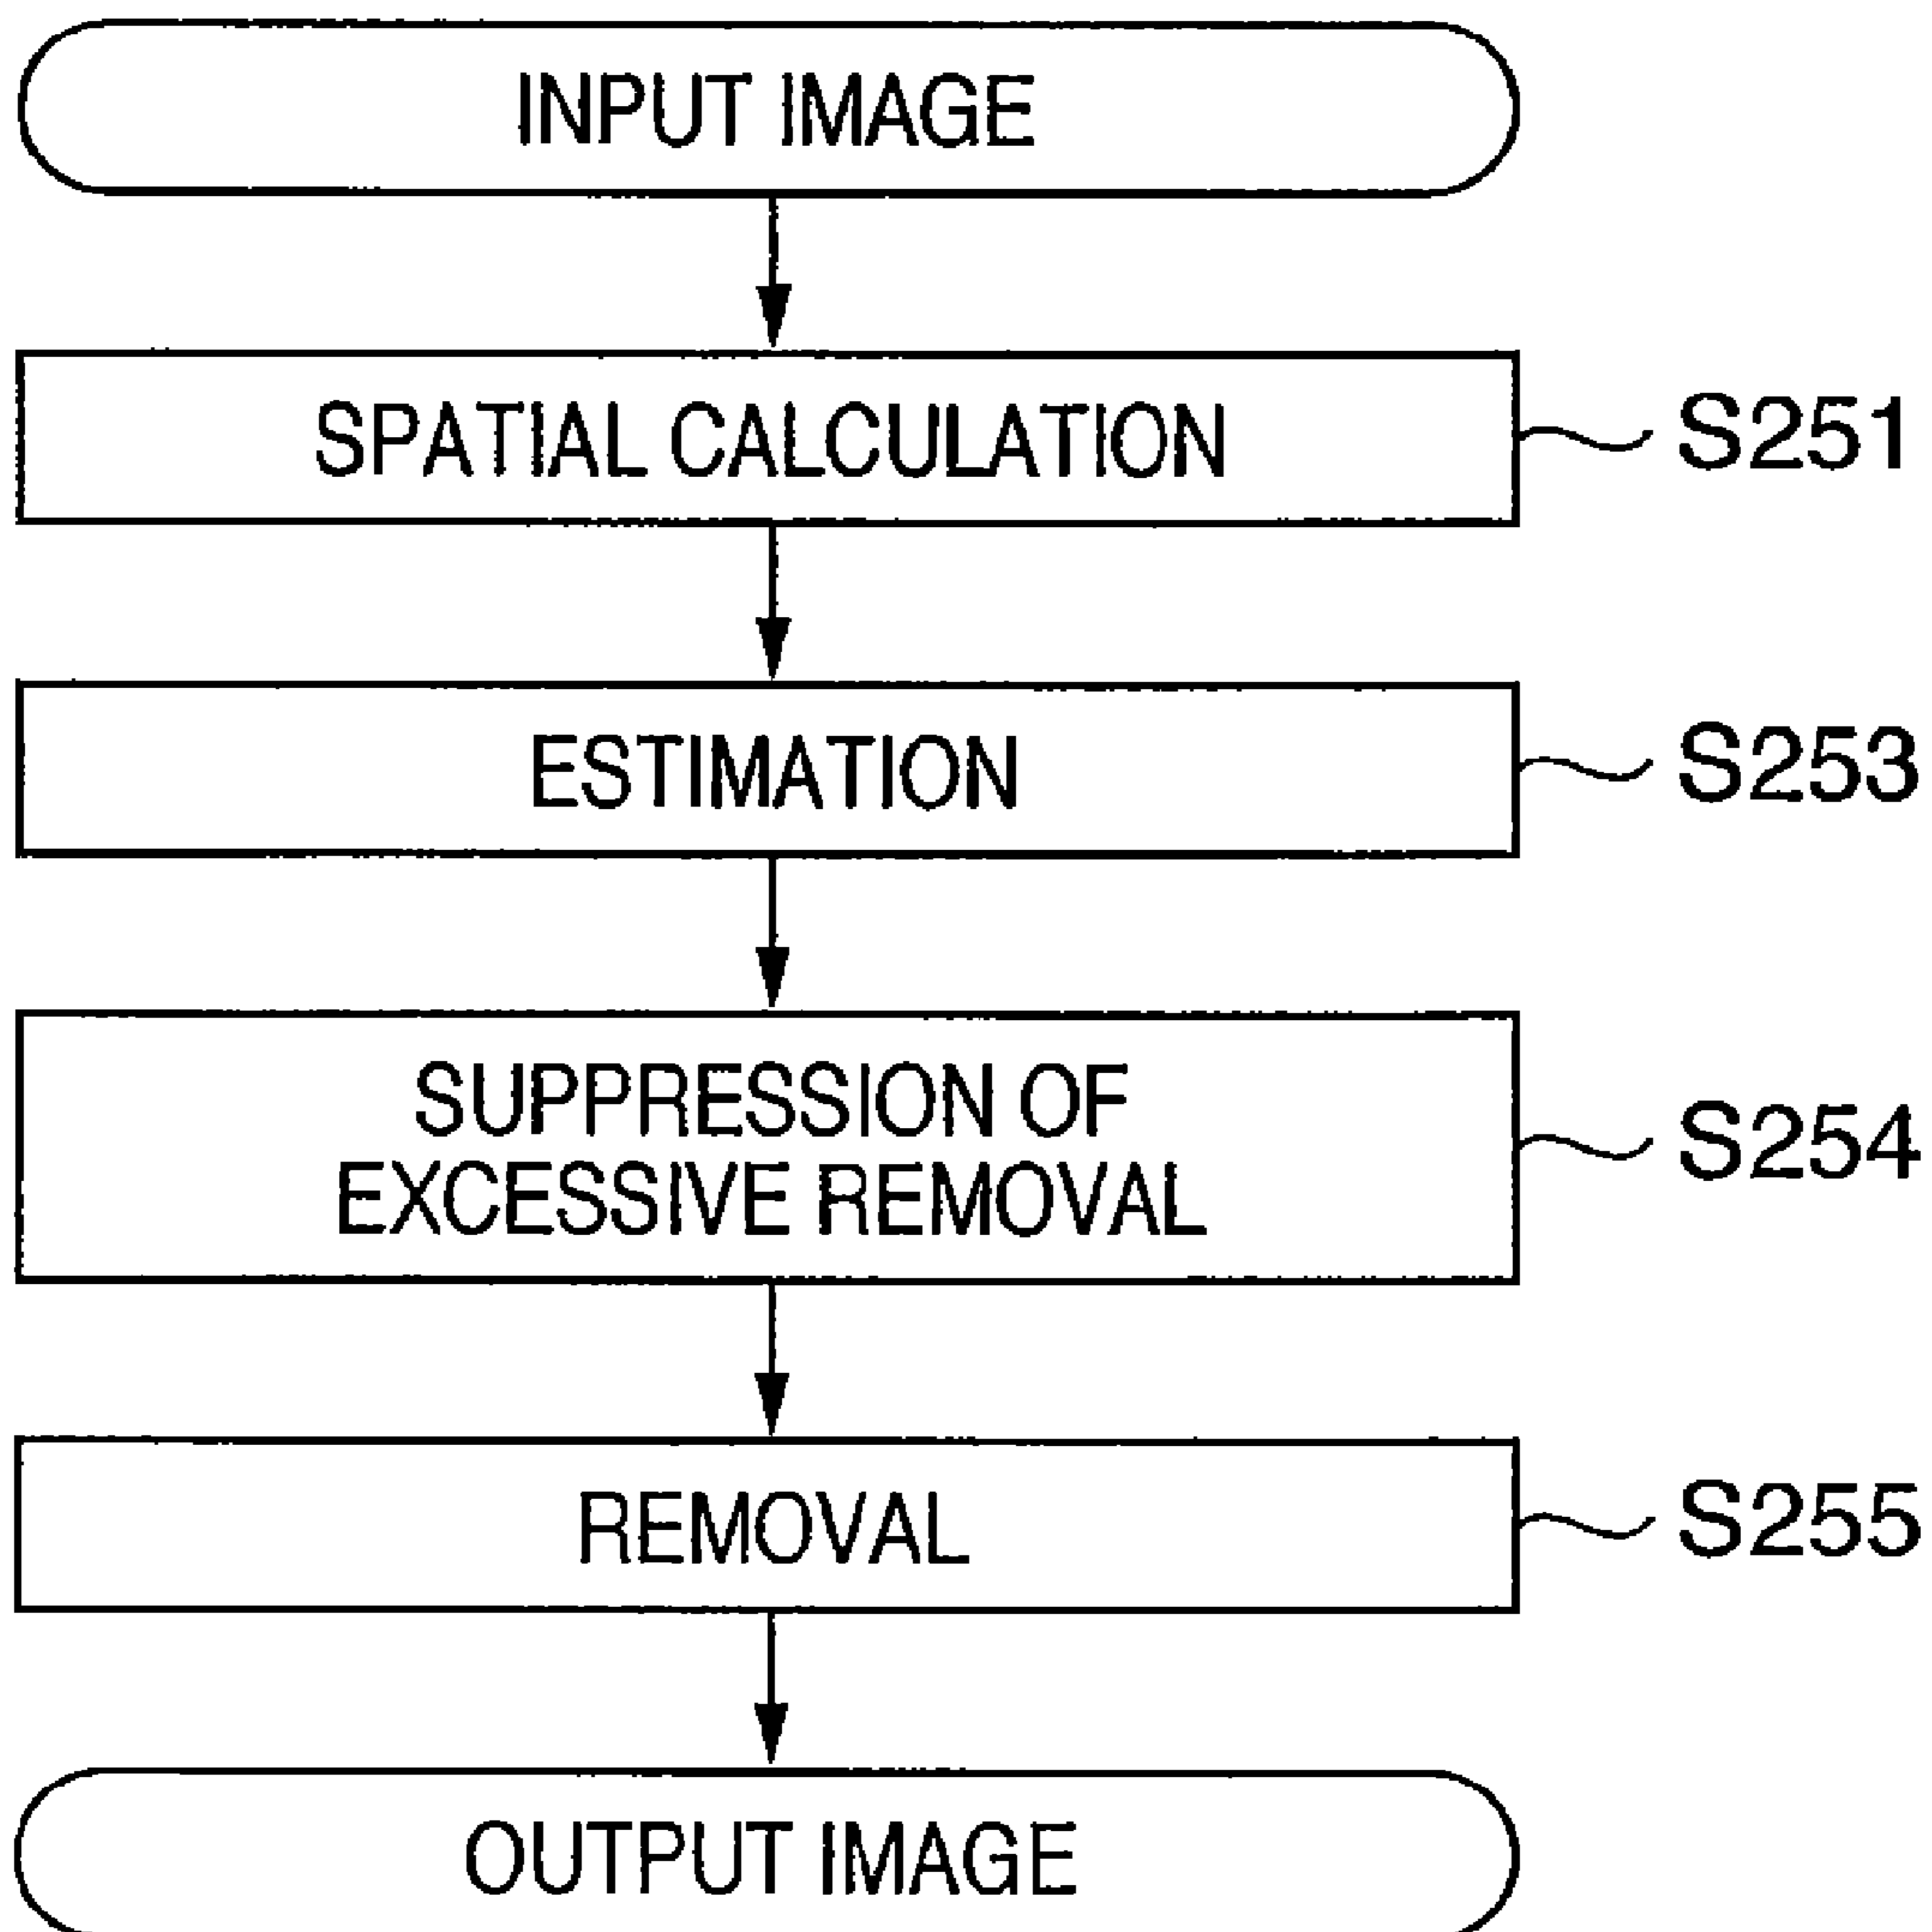 INPUT IMAGE
SPATIAL CALCULATION
S251
ESTIMATION
S253
SUPPRESSION OF
EXCESSIVE REMOVAL
S254
REMOVAL
S255
OUTPUT IMAGE